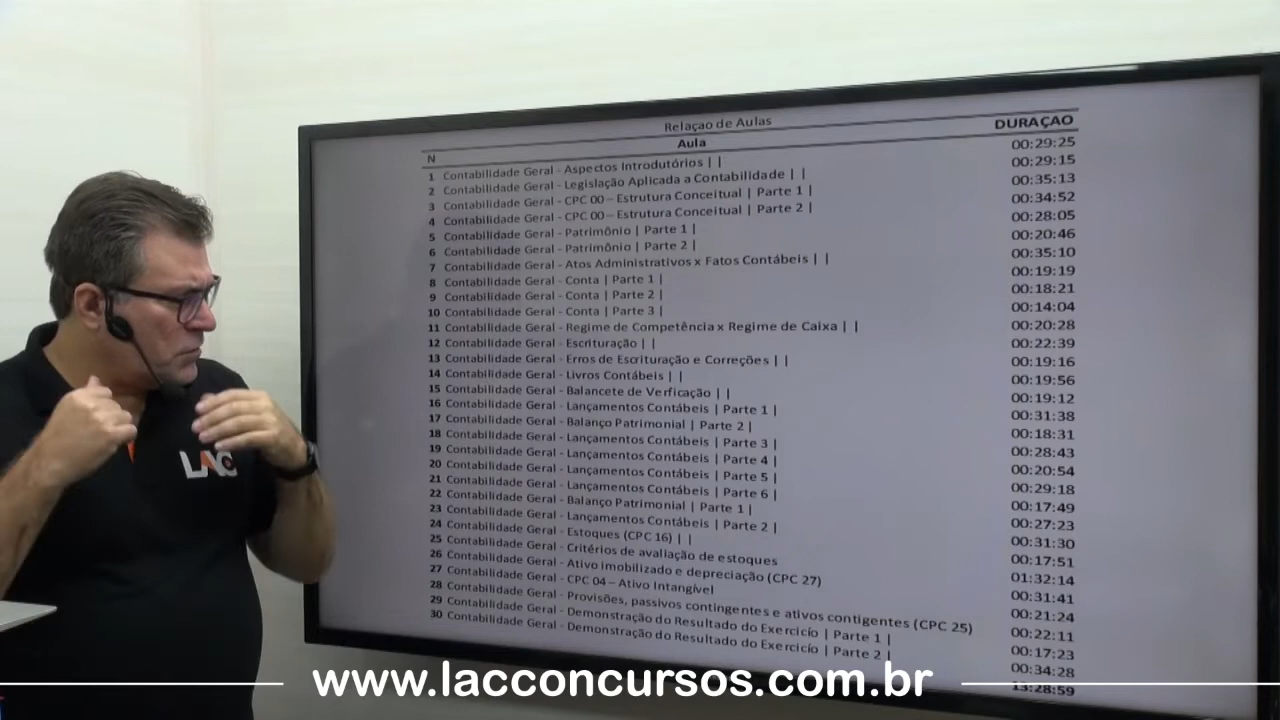 Relaçao de Aulas
N Aula DURAÇAO
1 Contabilidade Geral - Aspectos Introdutórios | | 00:29:25
2 Contabilidade Geral - Legislação Aplicada a Contabilidade | | 00:29:15
3 Contabilidade Geral - CPC 00 – Estrutura Conceitual | Parte 1 | 00:35:13
4 Contabilidade Geral - CPC 00 – Estrutura Conceitual | Parte 2 | 00:34:52
5 Contabilidade Geral - Patrimônio | Parte 1 | 00:28:05
6 Contabilidade Geral - Patrimônio | Parte 2 | 00:20:46
7 Contabilidade Geral - Atos Administrativos x Fatos Contábeis | | 00:35:10
8 Contabilidade Geral - Conta | Parte 1 | 00:19:19
9 Contabilidade Geral - Conta | Parte 2 | 00:18:21
10 Contabilidade Geral - Conta | Parte 3 | 00:14:04
11 Contabilidade Geral - Regime de Competência x Regime de Caixa | | 00:20:28
12 Contabilidade Geral - Escrituração | | 00:22:39
13 Contabilidade Geral - Erros de Escrituração e Correções | | 00:19:16
14 Contabilidade Geral - Livros Contábeis | | 00:19:56
15 Contabilidade Geral - Balancete de Verficação | | 00:19:12
16 Contabilidade Geral - Lançamentos Contábeis | Parte 1 | 00:31:38
17 Contabilidade Geral - Balanço Patrimonial | Parte 2 | 00:18:31
18 Contabilidade Geral - Lançamentos Contábeis | Parte 3 | 00:28:43
19 Contabilidade Geral - Lançamentos Contábeis | Parte 4 | 00:20:54
20 Contabilidade Geral - Lançamentos Contábeis | Parte 5 | 00:29:18
21 Contabilidade Geral - Lançamentos Contábeis | Parte 6 | 00:17:49
22 Contabilidade Geral - Balanço Patrimonial | Parte 1 | 00:27:23
23 Contabilidade Geral - Lançamentos Contábeis | Parte 2 | 00:31:30
24 Contabilidade Geral - Estoques (CPC 16) | | 00:17:51
25 Contabilidade Geral - Critérios de avaliação de estoques 01:32:14
26 Contabilidade Geral - Ativo imobilizado e depreciação (CPC 27) 00:31:41
27 Contabilidade Geral - CPC 04 – Ativo Intangível 00:21:24
28 Contabilidade Geral - Provisões, passivos contingentes e ativos contigentes (CPC 25) 00:22:11
29 Contabilidade Geral - Demonstração do Resultado do Exercicío | Parte 1 | 00:17:23
30 Contabilidade Geral - Demonstração do Resultado do Exercicío | Parte 2 | 00:34:28
13:28:59
LAC
www.lacconcursos.com.br